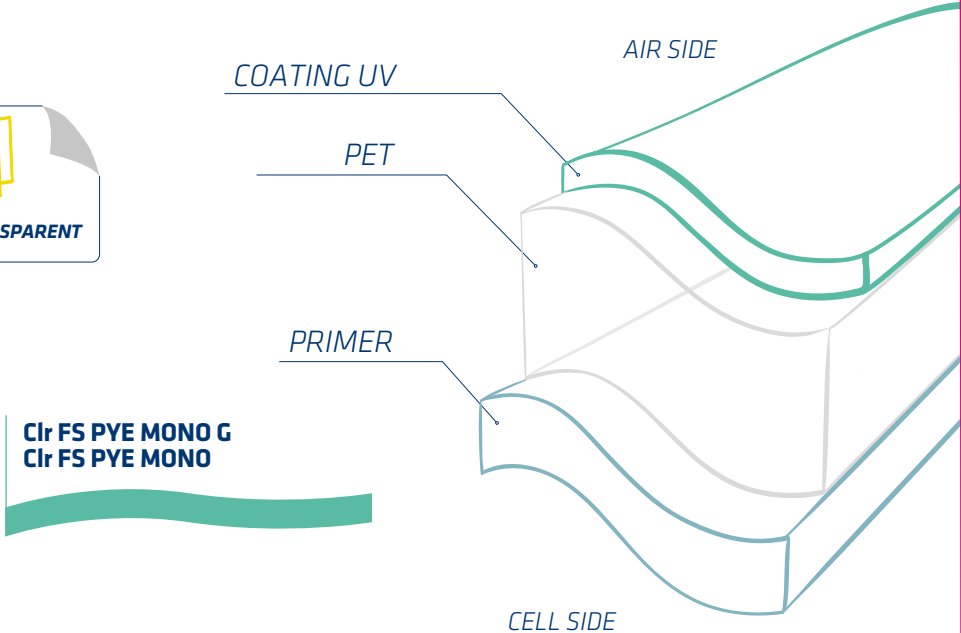 AIR SIDE
COATING UV
PET
SPARENT
PRIMER
Clr FS PYE MONO G
Clr FS PYE MONO
CELL SIDE